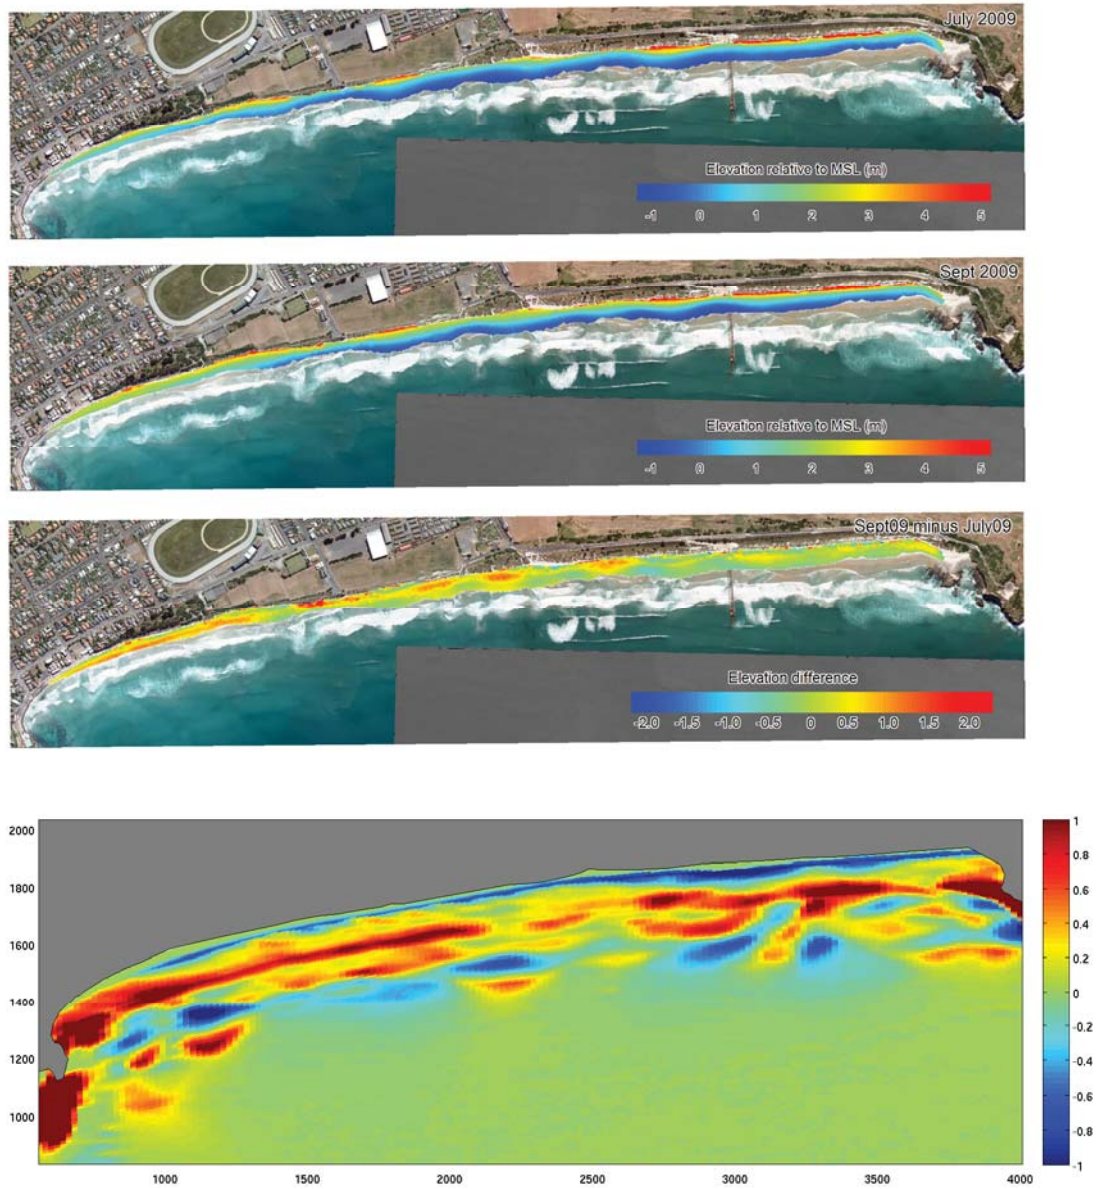 July 2009
Elevation relative to MSL (m)
-1 0 1 2 3 4 5
Sept 2009
Elevation relative to MSL (m)
-1 0 1 2 3 4 5
Sept09 minus July09
Elevation difference
-2.0 -1.5 -1.0 -0.5 0 0.5 1.0 1.5 2.0
2000
1800
1600
1400
1200
1000
1000 1500 2000 2500 3000 3500 4000
1
0.8
0.6
0.4
0.2
0
-0.2
-0.4
-0.6
-0.8
-1